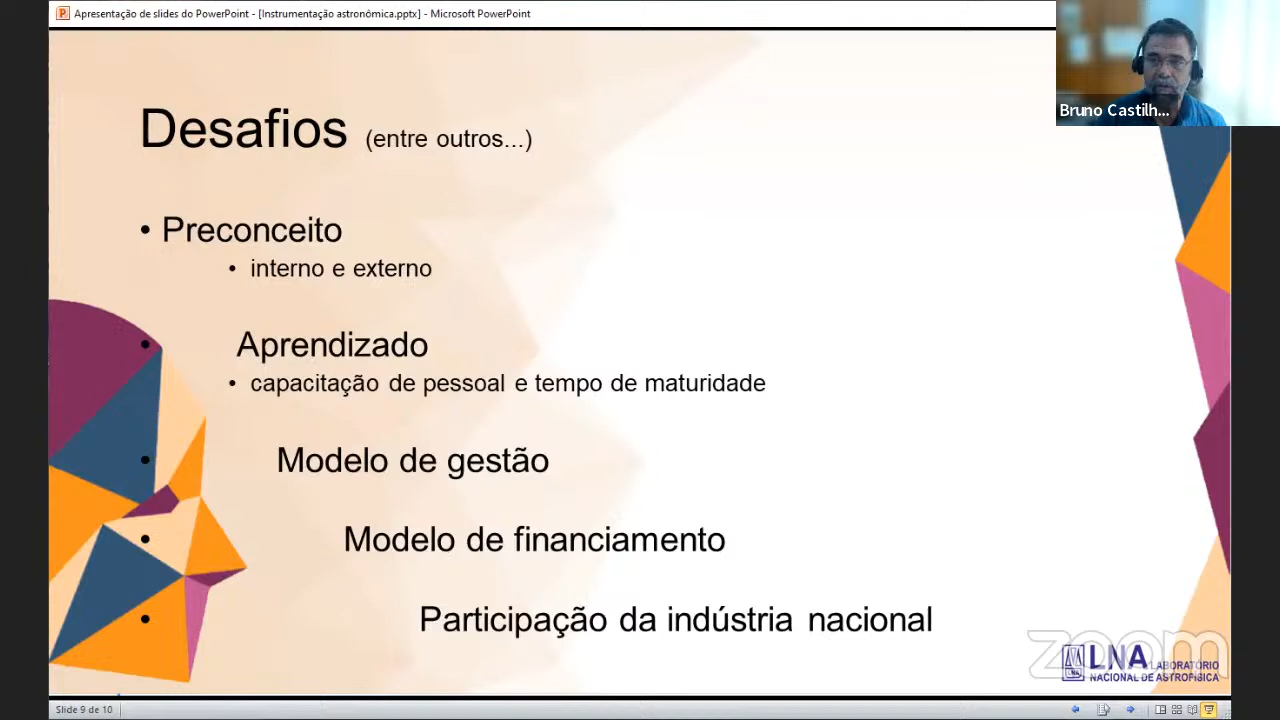 Apresentação de slides do PowerPoint - [Instrumentação astronômica.pptx] - Microsoft PowerPoint
Bruno Castilh...
Desafios (entre outros...)
• Preconceito
• interno e externo
• Aprendizado
• capacitação de pessoal e tempo de maturidade
• Modelo de gestão
• Modelo de financiamento
• Participação da indústria nacional
zoom
LNA LABORATÓRIO
NACIONAL DE ASTROFÍSICA
Slide 9 de 10